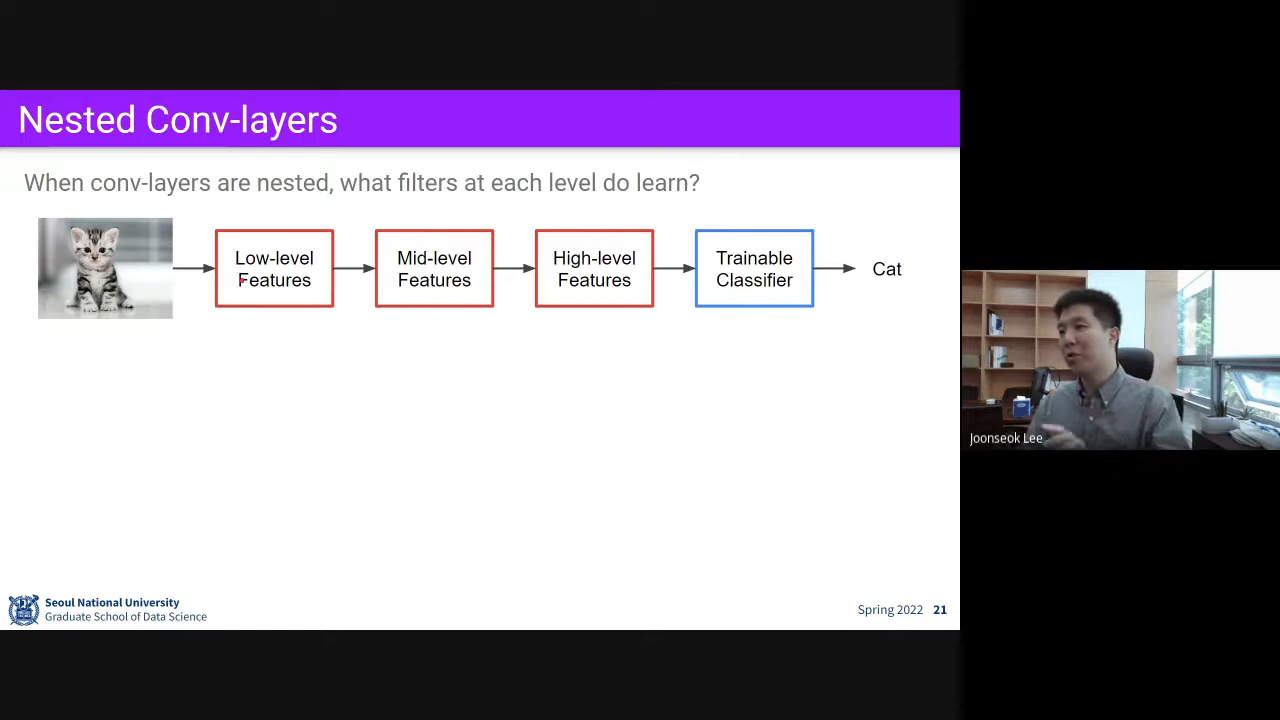 Nested Conv-layers
When conv-layers are nested, what filters at each level do learn?
Low-level
Features
Mid-level
Features
High-level
Features
Trainable
Classifier
Cat
Joonseok Lee
Seoul National University
Graduate School of Data Science
Spring 2022 21